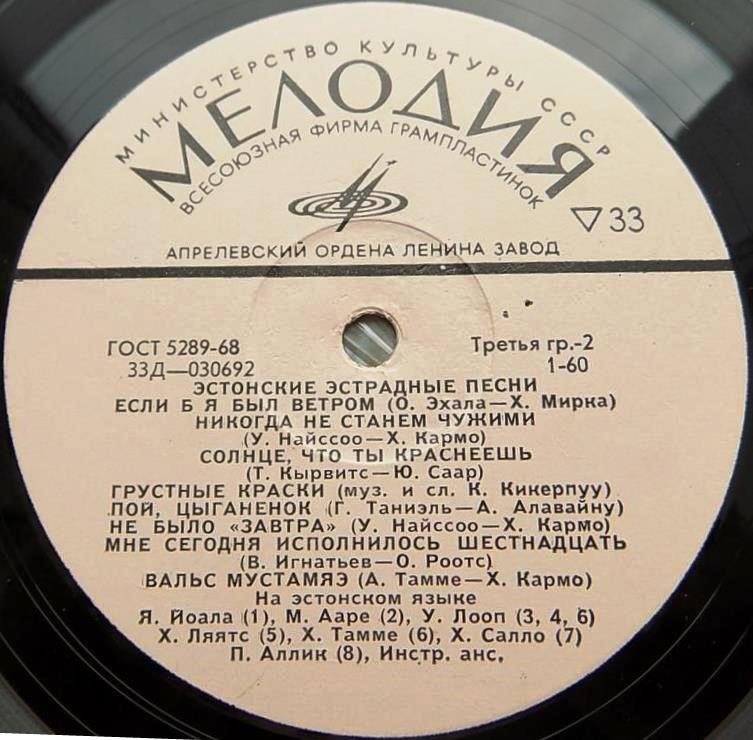 МИНИСТЕРСТВО КУЛЬТУРЫ СССР
МЕЛОДИЯ
ВСЕСОЮЗНАЯ ФИРМА ГРАМПЛАСТИНОК
33
АПРЕЛЕВСКИЙ ОРДЕНА ЛЕНИНА ЗАВОД
ГОСТ 5289-68 Третья гр.-2
33Д—030692 1-60
ЭСТОНСКИЕ ЭСТРАДНЫЕ ПЕСНИ
ЕСЛИ Б Я БЫЛ ВЕТРОМ (О. Эхала—Х. Мирка)
НИКОГДА НЕ СТАНЕМ ЧУЖИМИ
(У. Найссоо—Х. Кармо)
СОЛНЦЕ, ЧТО ТЫ КРАСНЕЕШЬ
(Т. Кырвитс—Ю. Саар)
ГРУСТНЫЕ КРАСКИ (муз. и сл. К. Кикерпуу)
ПОЙ, ЦЫГАНЕНОК (Г. Таниэль—А. Алавайну)
НЕ БЫЛО «ЗАВТРА» (У. Найссоо—Х. Кармо)
МНЕ СЕГОДНЯ ИСПОЛНИЛОСЬ ШЕСТНАДЦАТЬ
(В. Игнатьев—О. Роотс)
ВАЛЬС МУСТАМЯЭ (А. Тамме—Х. Кармо)
На эстонском языке
Я. Йоала (1), М. Ааре (2), У. Лооп (3, 4, 6)
Х. Ляятс (5), Х. Тамме (6), Х. Салло (7)
П. Аллик (8), Инстр. анс.